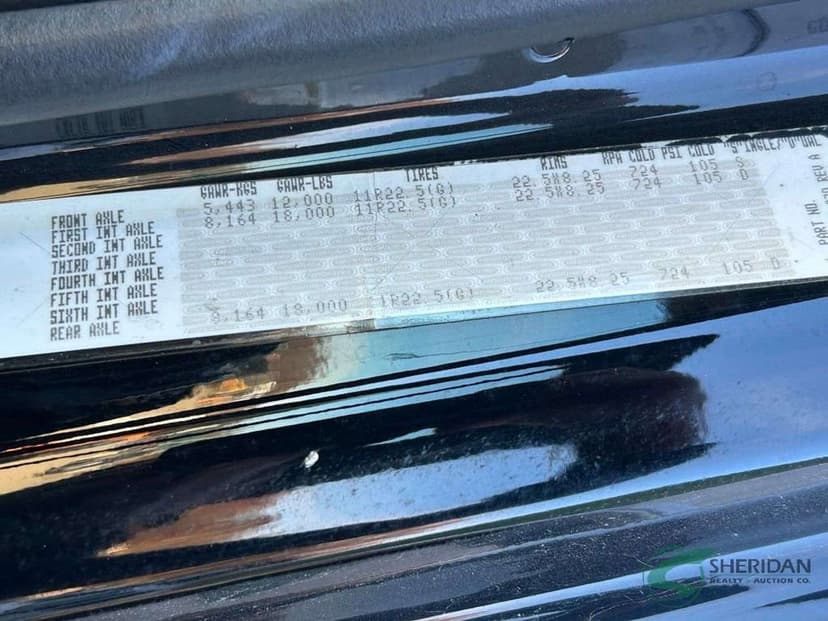 GAWR-KGS GAWR-LBS TIRES RIMS KPA COLD PSI COLD "S"INGLE/"D"UAL
FRONT AXLE 5,443 12,000 11R22.5(G) 22.5X8.25 724 105 S
FIRST INT AXLE 8,164 18,000 11R22.5(G) 22.5X8.25 724 105 D
SECOND INT AXLE
THIRD INT AXLE
FOURTH INT AXLE
FIFTH INT AXLE
SIXTH INT AXLE
REAR AXLE 8,164 18,000 1R22.5(G) 22.5X8.25 724 105 D
PART NO.
REV A
SHERIDAN
REALTY AUCTION CO.